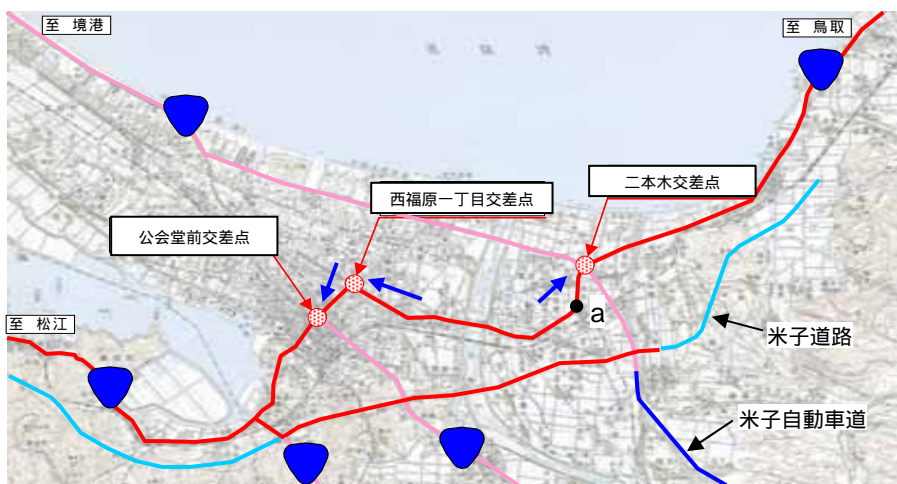 至 境港
至 鳥取
二本木交差点
西福原一丁目交差点
公会堂前交差点
a
至 松江
米子道路
米子自動車道